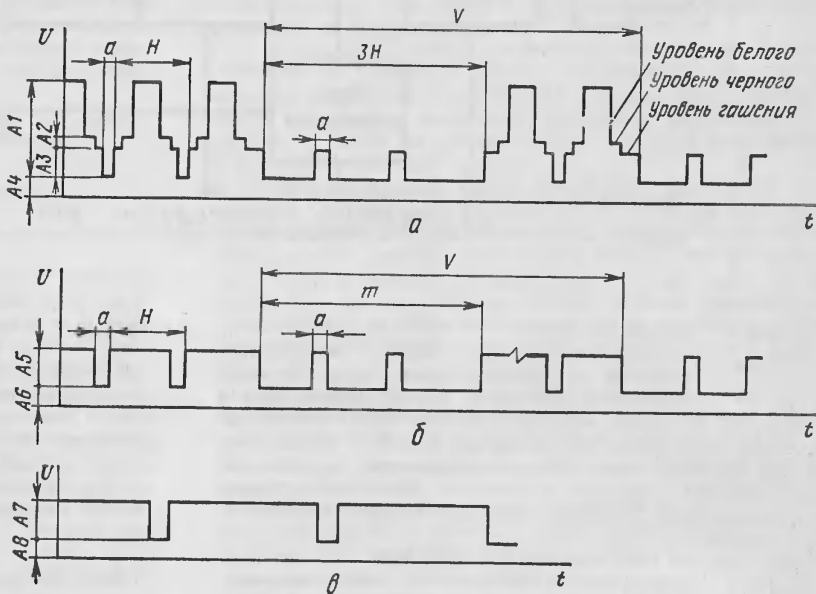 U
a
H
V
3H
a
Уровень белого
Уровень черного
Уровень гашения
A1
A2
A3
A4
а
t
U
a
H
V
m
a
A5
A6
б
t
U
A7
A8
в
t